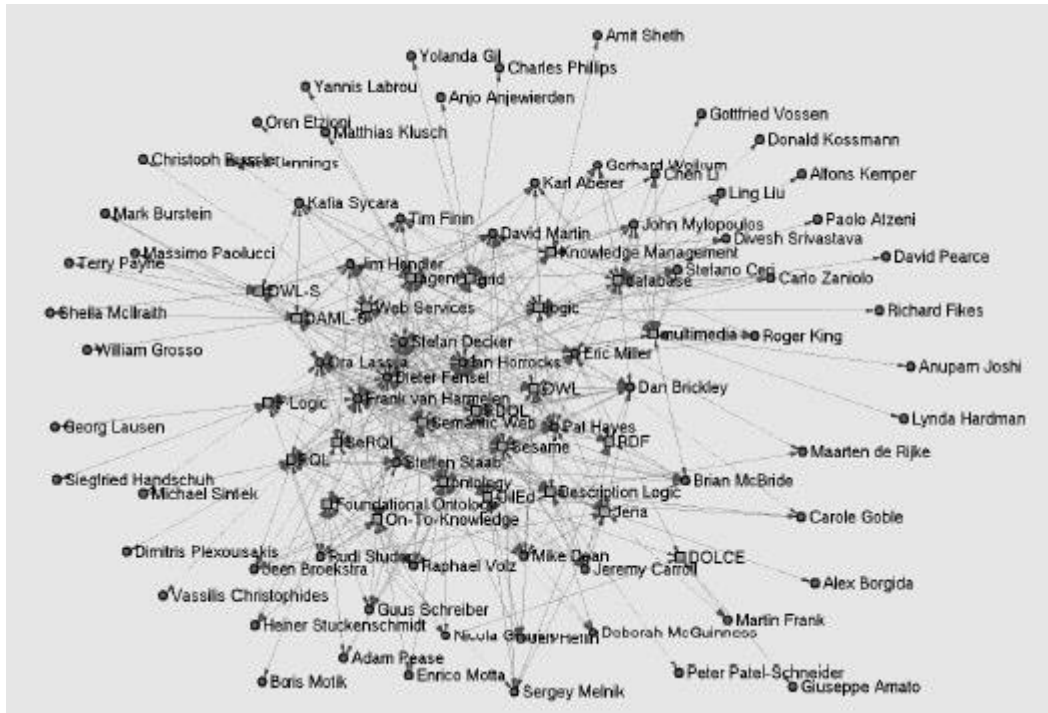 Amit Sheth
Yolanda Gil
Charles Phillips
Yannis Labrou
Anjo Anjewierden
Gottfried Vossen
Oren Etzioni
Matthias Klusch
Donald Kossmann
Christoph Bussler
Jennings
Gerhard Weikum
Chen Li
Alfons Kemper
Karl Aberer
Ling Liu
Katia Sycara
Mark Burstein
Tim Finin
John Mylopoulos
Paolo Atzeni
David Martin
Divesh Srivastava
Massimo Paolucci
Knowledge Management
David Pearce
Terry Payne
Jim Hendler
Stefano Ceri
Carlo Zaniolo
agent
grid
database
OWL-S
Web Services
logic
Richard Fikes
Sheila McIlraith
DAML-S
multimedia
Roger King
William Grosso
Stefan Decker
Eric Miller
Ora Lassila
Ian Horrocks
Anupam Joshi
Dieter Fensel
OWL
Dan Brickley
Frank van Harmelen
F-Logic
Lynda Hardman
Semantic Web
Pat Hayes
Georg Lausen
SeRQL
Sesame
RDF
Maarten de Rijke
Steffen Staab
Siegfried Handschuh
ontology
Brian McBride
Michael Sintek
OilEd
Description Logic
Foundational Ontology
Jena
Carole Goble
On-To-Knowledge
Dimitris Plexousakis
Rudi Studer
Mike Dean
DOLCE
Jeen Broekstra
Raphael Volz
Jeremy Carroll
Alex Borgida
Vassilis Christophides
Guus Schreiber
Martin Frank
Heiner Stuckenschmidt
Nicola
Heflin
Deborah McGuinness
Adam Pease
Enrico Motta
Peter Patel-Schneider
Boris Motik
Sergey Melnik
Giuseppe Amato